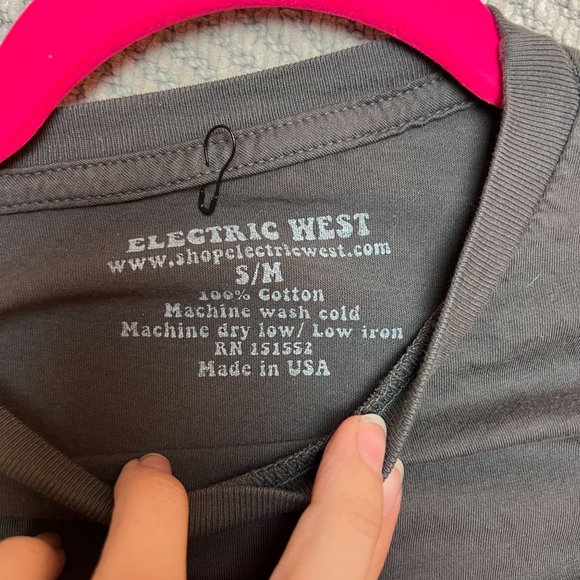 ELECTRIC WEST
www.shopelectricwest.com
S/M
100% Cotton
Machine wash cold
Machine dry low/ Low iron
RN 151552
Made in USA